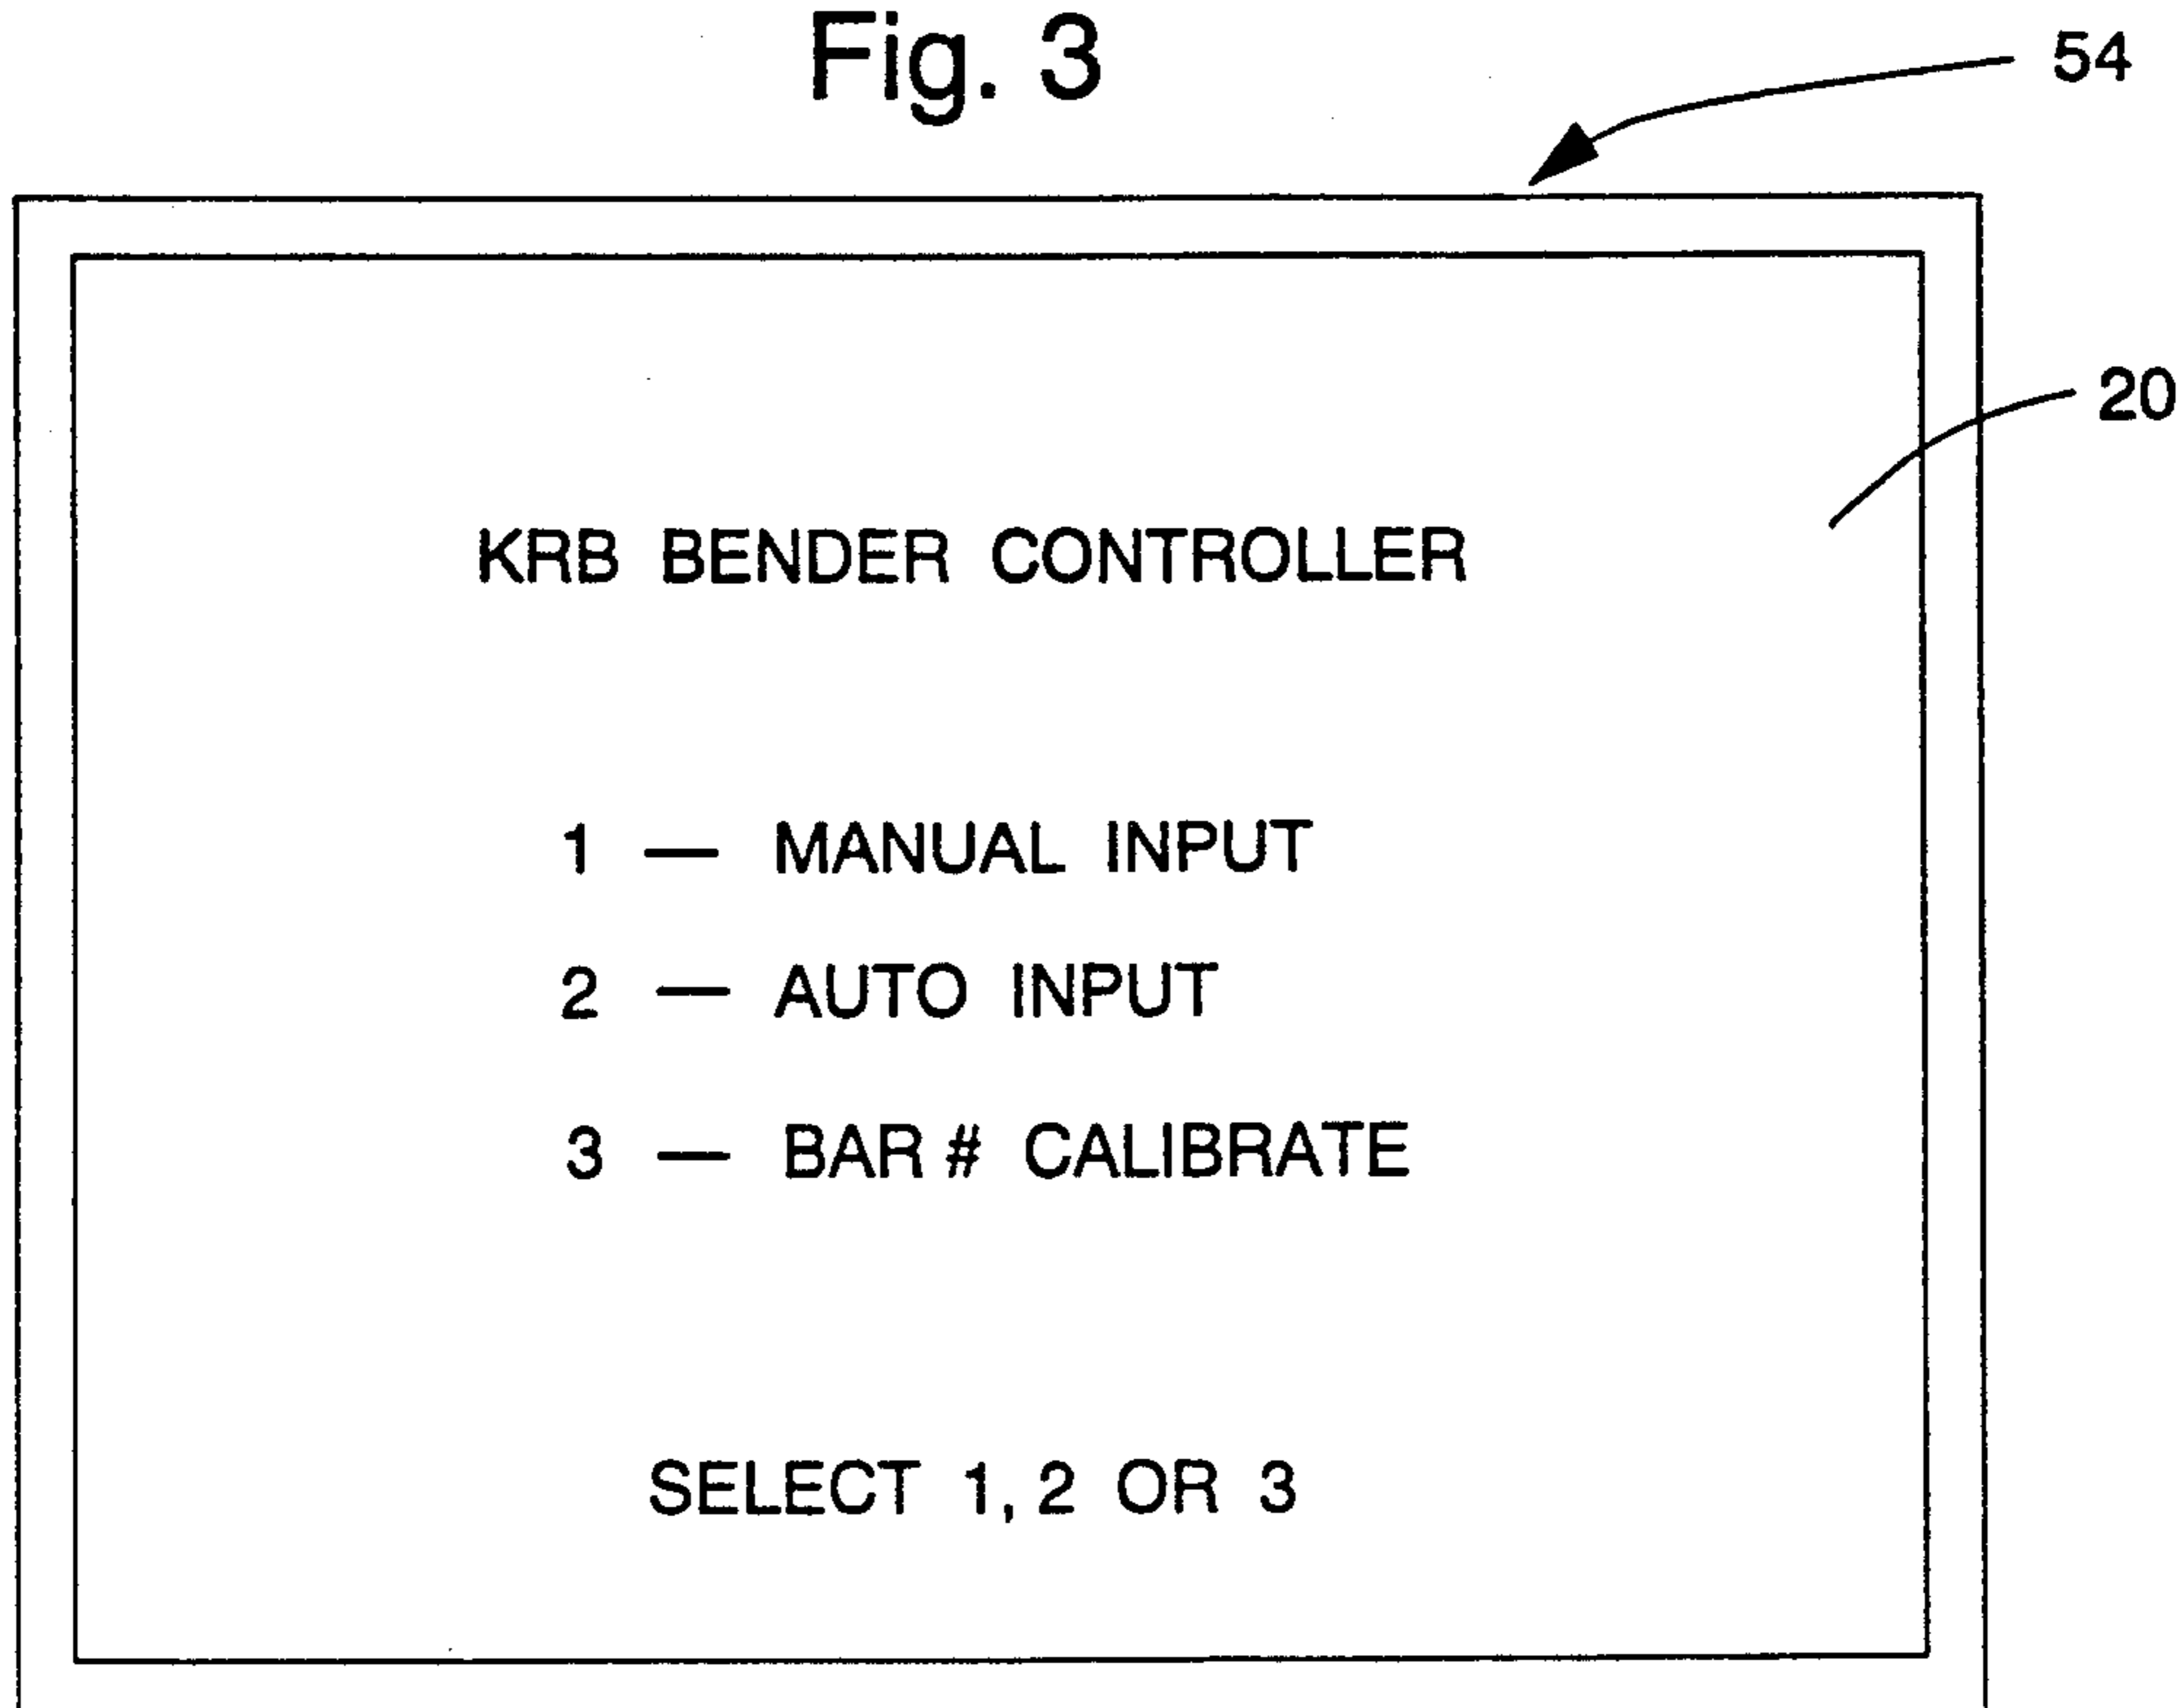 Fig. 3
54
20
KRB BENDER CONTROLLER
1 — MANUAL INPUT
2 — AUTO INPUT
3 — BAR # CALIBRATE
SELECT 1, 2 OR 3